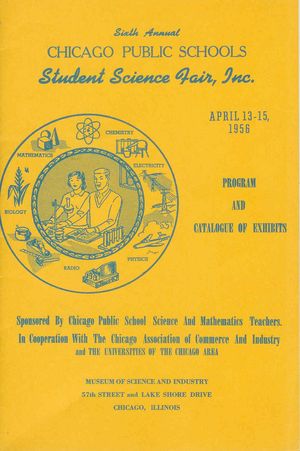 Sixth Annual
CHICAGO PUBLIC SCHOOLS
Student Science Fair, Inc.
APRIL 13-15,
1956
CHEMISTRY
MATHEMATICS
ELECTRICITY
BIOLOGY
PHYSICS
RADIO
PROGRAM
AND
CATALOGUE OF EXHIBITS
Sponsored By Chicago Public School Science And Mathematics Teachers.
In Cooperation With The Chicago Association of Commerce And Industry
and THE UNIVERSITIES OF THE CHICAGO AREA
MUSEUM OF SCIENCE AND INDUSTRY
57th STREET and LAKE SHORE DRIVE
CHICAGO, ILLINOIS